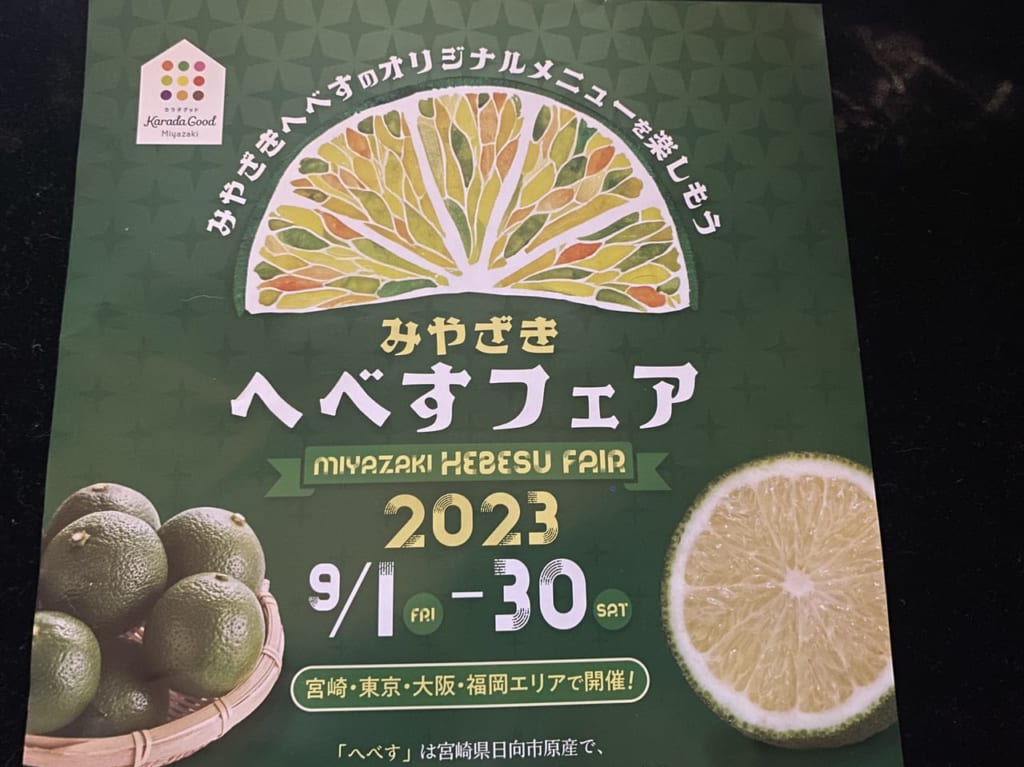 カラダグッド
Karada Good
Miyazaki
みやざきへべすのオリジナルメニューを楽しもう
みやざき
へべすフェア
MIYAZAKI HEBESU FAIR
2023
9/1 FRI – 30 SAT
宮崎・東京・大阪・福岡エリアで開催！
「へべす」は宮崎県日向市原産で、